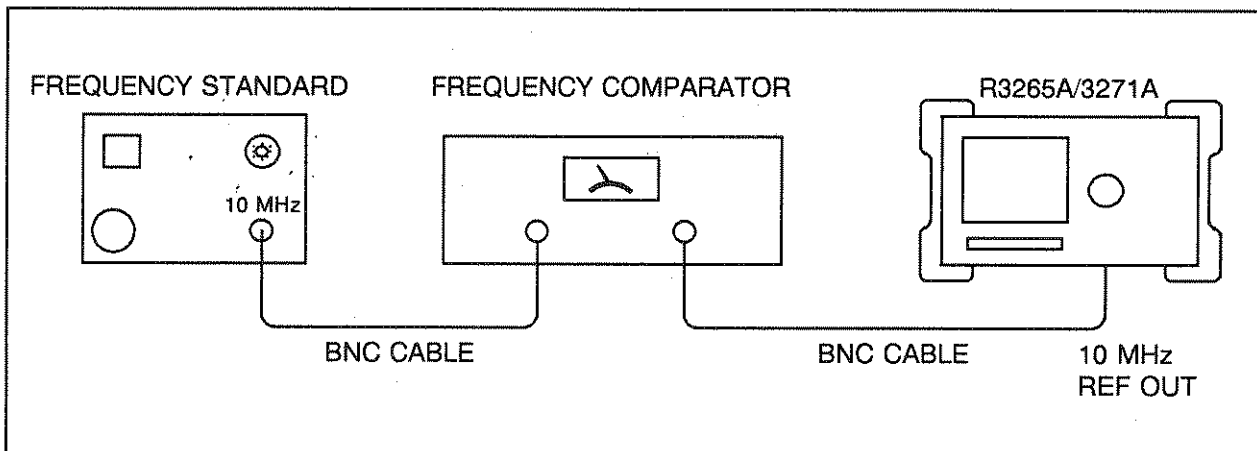 FREQUENCY STANDARD
FREQUENCY COMPARATOR
R3265A/3271A
10 MHz
BNC CABLE
BNC CABLE
10 MHz
REF OUT